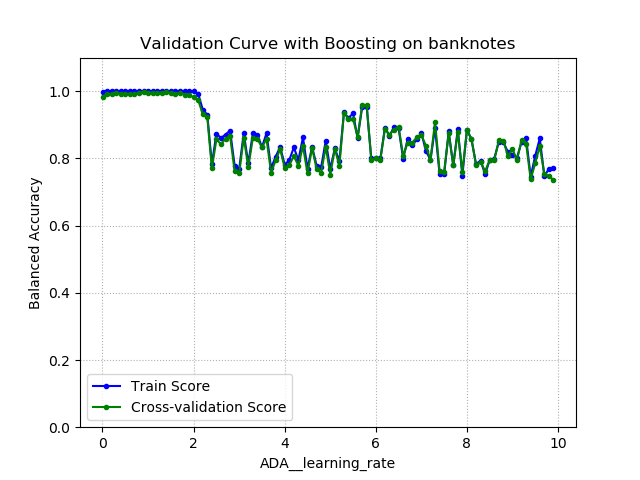 Validation Curve with Boosting on banknotes
Balanced Accuracy
1.0
0.8
0.6
0.4
0.2
0.0
Train Score
Cross-validation Score
0 2 4 6 8 10
ADA__learning_rate